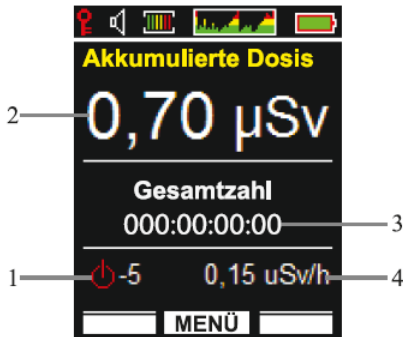 Akkumulierte Dosis
2 0,70 µSv
Gesamtzahl
000:00:00:00 3
1 -5 0,15 uSv/h 4
MENÜ